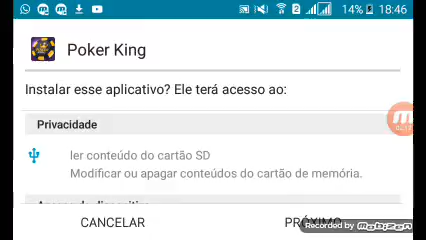 14% 18:46
Poker King
Instalar esse aplicativo? Ele terá acesso ao:
Privacidade
ler conteúdo do cartão SD
Modificar ou apagar conteúdos do cartão de memória.
CANCELAR PRÓXIMO
Recorded by Mobizen